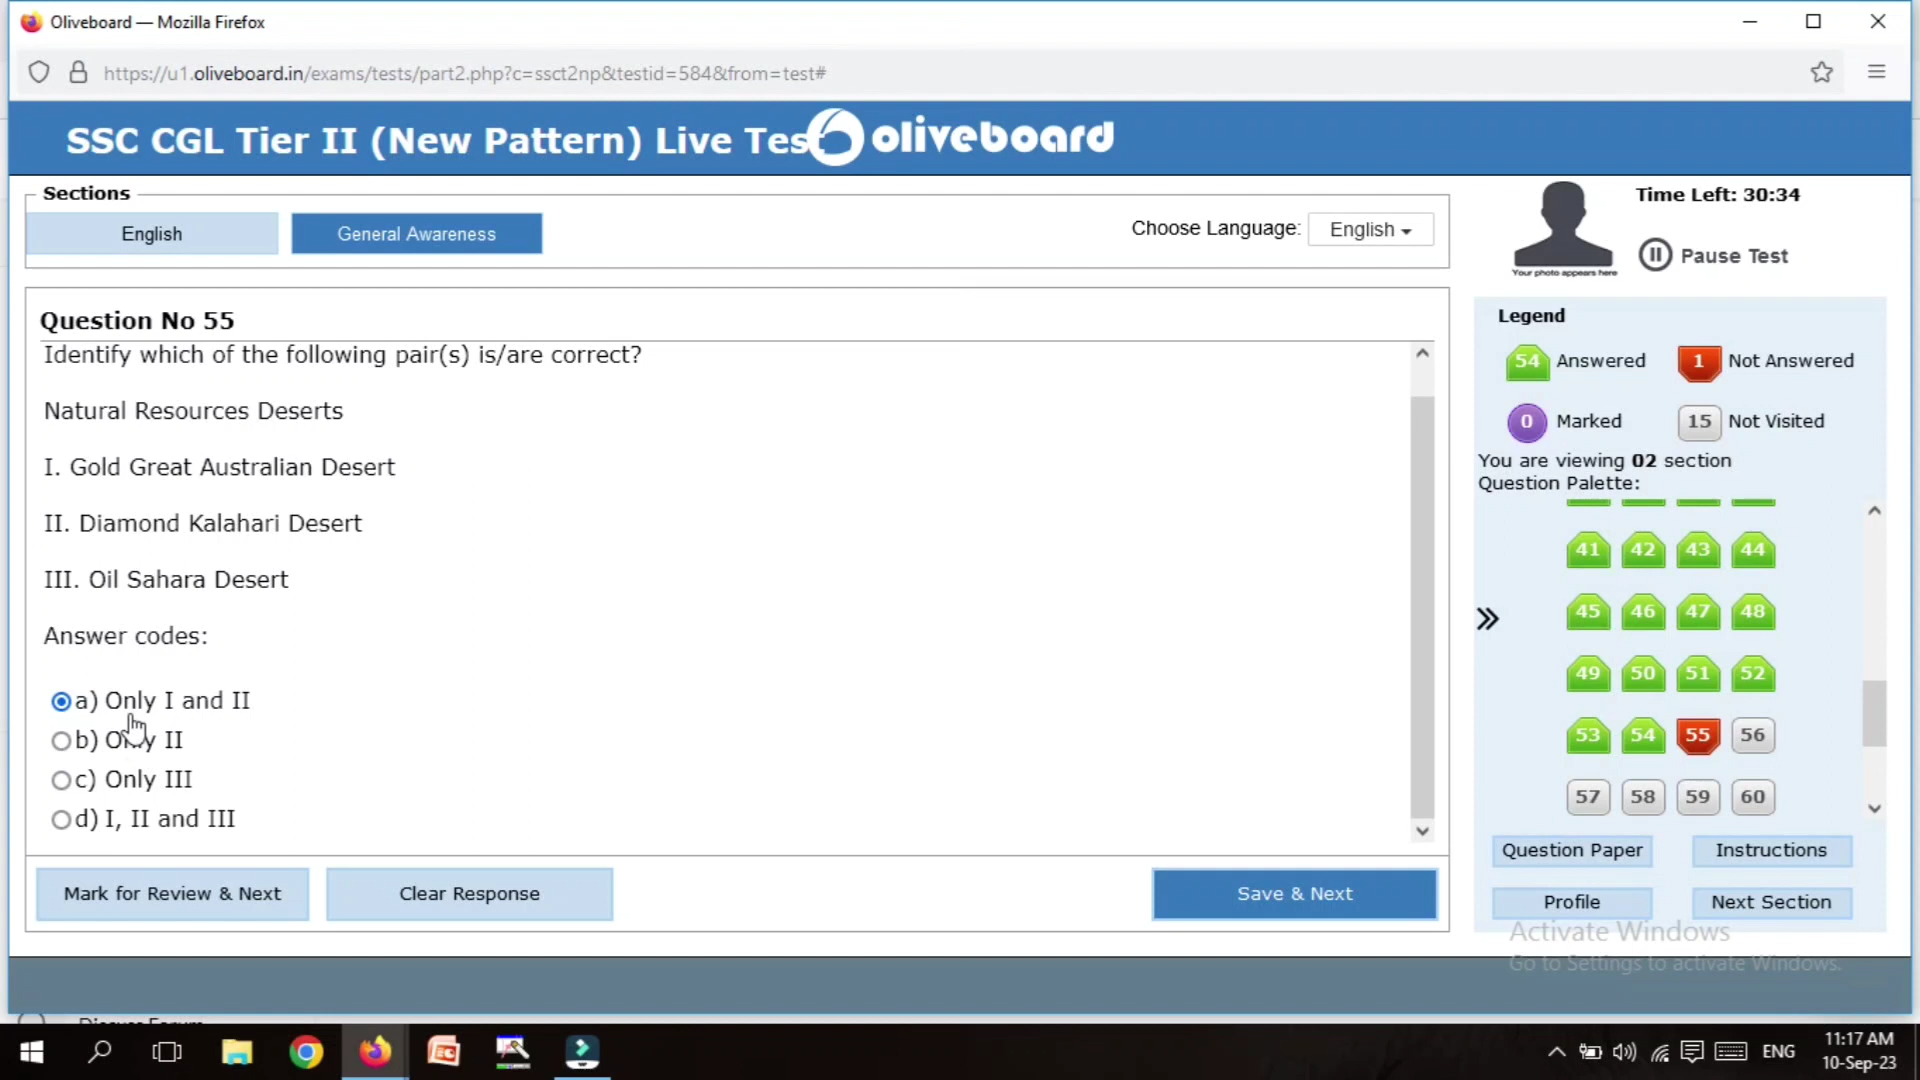 Oliveboard — Mozilla Firefox
https://u1.oliveboard.in/exams/tests/part2.php?c=ssct2np&testid=584&from=test#
SSC CGL Tier II (New Pattern) Live Tes
oliveboard
Sections
English
General Awareness
Choose Language:
English
Your photo appears here
Time Left: 30:34
Pause Test
Question No 55
Identify which of the following pair(s) is/are correct?
Natural Resources Deserts
I. Gold Great Australian Desert
II. Diamond Kalahari Desert
III. Oil Sahara Desert
Answer codes:
a) Only I and II
b) Only II
c) Only III
d) I, II and III
Mark for Review & Next
Clear Response
Save & Next
Legend
54 Answered
1 Not Answered
0 Marked
15 Not Visited
You are viewing 02 section
Question Palette:
41 42 43 44
45 46 47 48
49 50 51 52
53 54 55 56
57 58 59 60
Question Paper
Instructions
Profile
Next Section
Activate Windows
Go to Settings to activate Windows.
ENG
11:17 AM
10-Sep-23